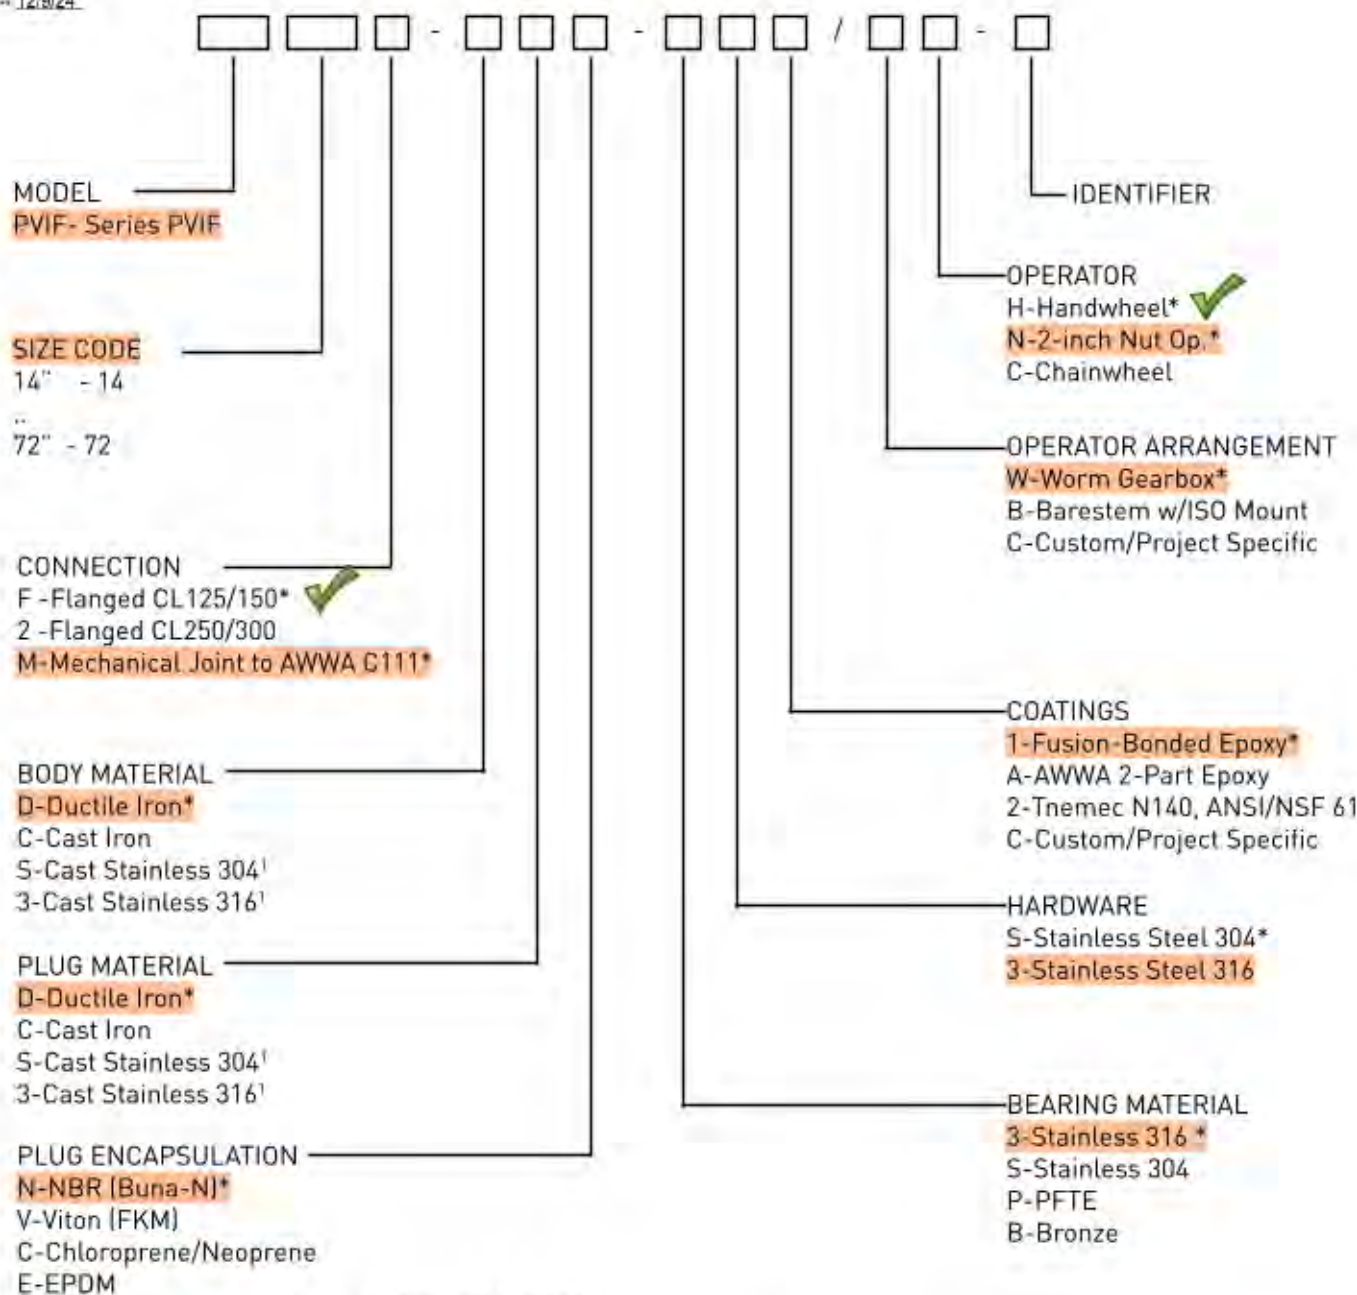 12/9/24
- - / -
MODEL
PVIF- Series PVIF
SIZE CODE
14" - 14
..
72" - 72
CONNECTION
F -Flanged CL125/150*
2 -Flanged CL250/300
M-Mechanical Joint to AWWA C111*
BODY MATERIAL
D-Ductile Iron*
C-Cast Iron
S-Cast Stainless 304¹
3-Cast Stainless 316¹
PLUG MATERIAL
D-Ductile Iron*
C-Cast Iron
S-Cast Stainless 304¹
3-Cast Stainless 316¹
PLUG ENCAPSULATION
N-NBR (Buna-N)*
V-Viton (FKM)
C-Chloroprene/Neoprene
E-EPDM
IDENTIFIER
OPERATOR
H-Handwheel*
N-2-inch Nut Op.*
C-Chainwheel
OPERATOR ARRANGEMENT
W-Worm Gearbox*
B-Barestem w/ISO Mount
C-Custom/Project Specific
COATINGS
1-Fusion-Bonded Epoxy*
A-AWWA 2-Part Epoxy
2-Tnemec N140, ANSI/NSF 61
C-Custom/Project Specific
HARDWARE
S-Stainless Steel 304*
3-Stainless Steel 316
BEARING MATERIAL
3-Stainless 316 *
S-Stainless 304
P-PFTE
B-Bronze